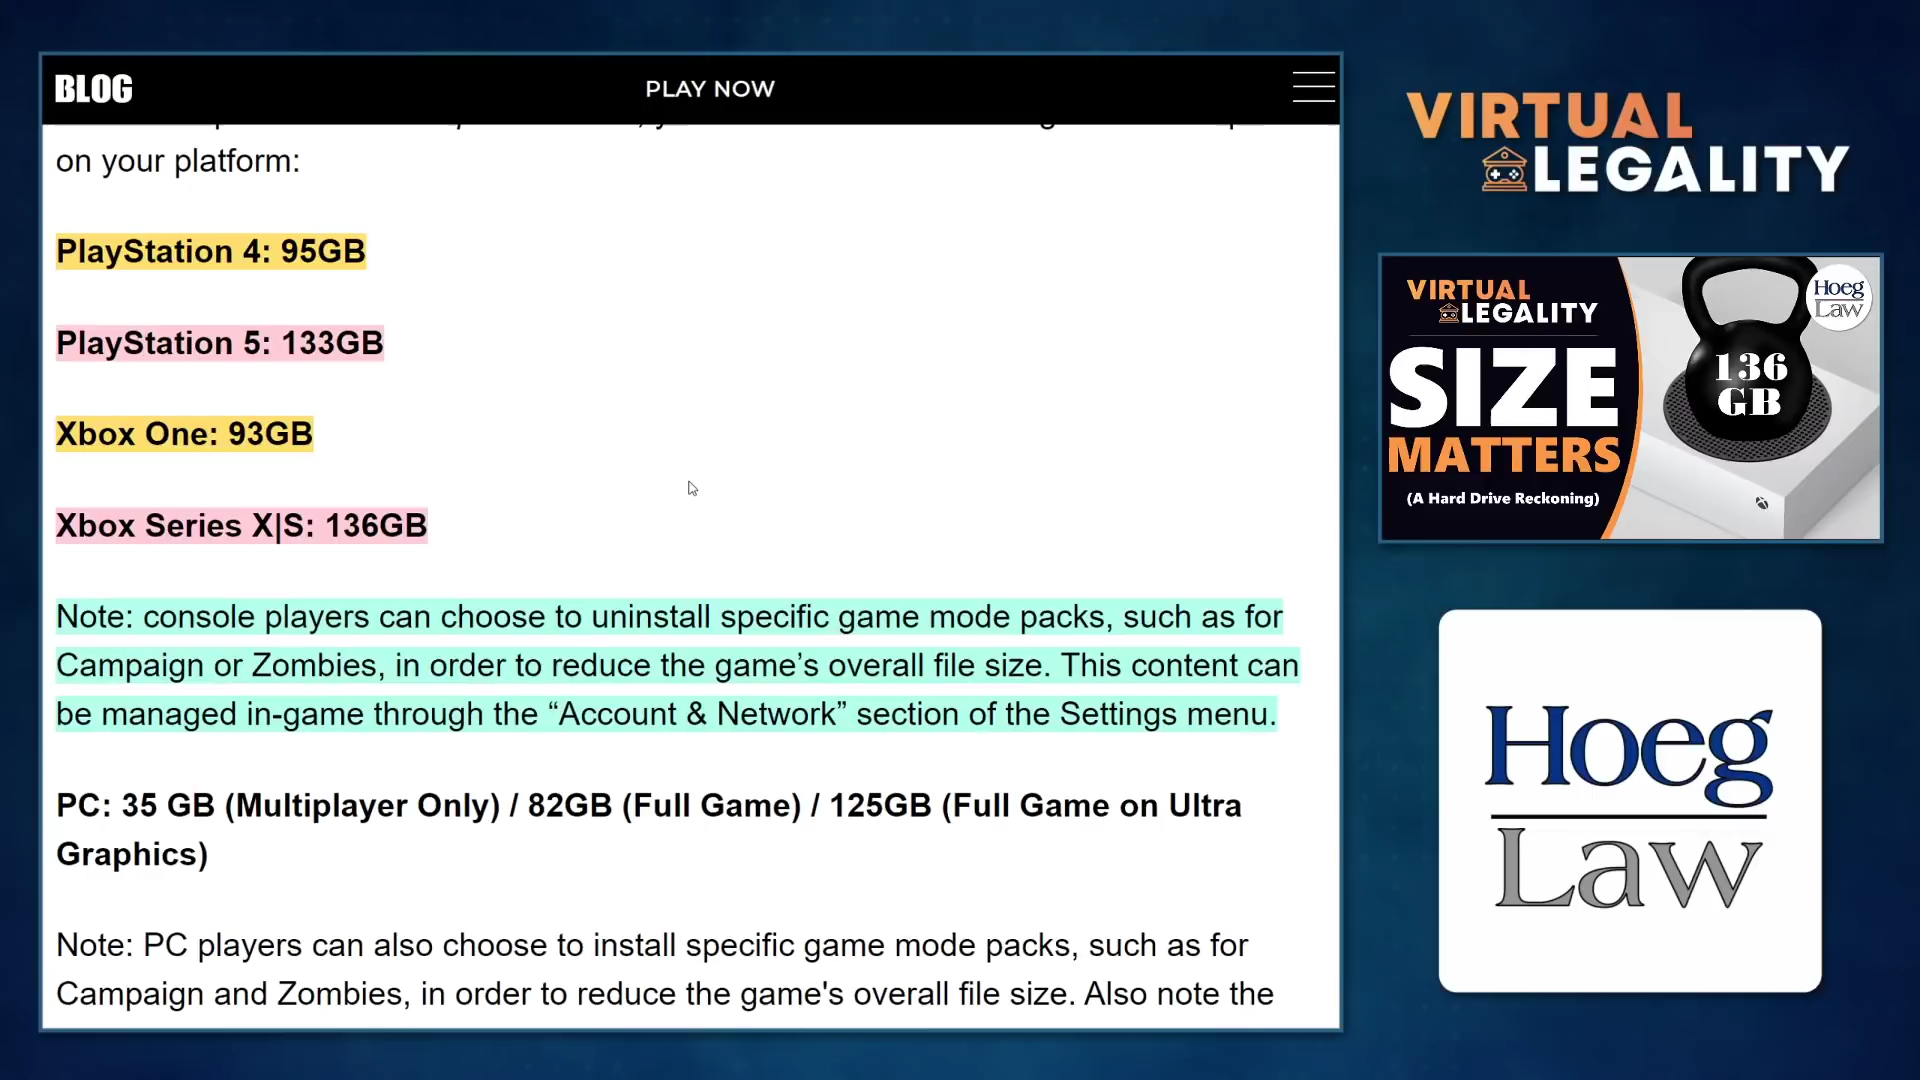 BLOG
PLAY NOW
on your platform:
PlayStation 4: 95GB
PlayStation 5: 133GB
Xbox One: 93GB
Xbox Series X|S: 136GB
Note: console players can choose to uninstall specific game mode packs, such as for
Campaign or Zombies, in order to reduce the game’s overall file size. This content can
be managed in-game through the “Account & Network” section of the Settings menu.
PC: 35 GB (Multiplayer Only) / 82GB (Full Game) / 125GB (Full Game on Ultra
Graphics)
Note: PC players can also choose to install specific game mode packs, such as for
Campaign and Zombies, in order to reduce the game's overall file size. Also note the
VIRTUAL
LEGALITY
VIRTUAL
LEGALITY
SIZE
MATTERS
(A Hard Drive Reckoning)
136
GB
Hoeg
Law
Hoeg
Law